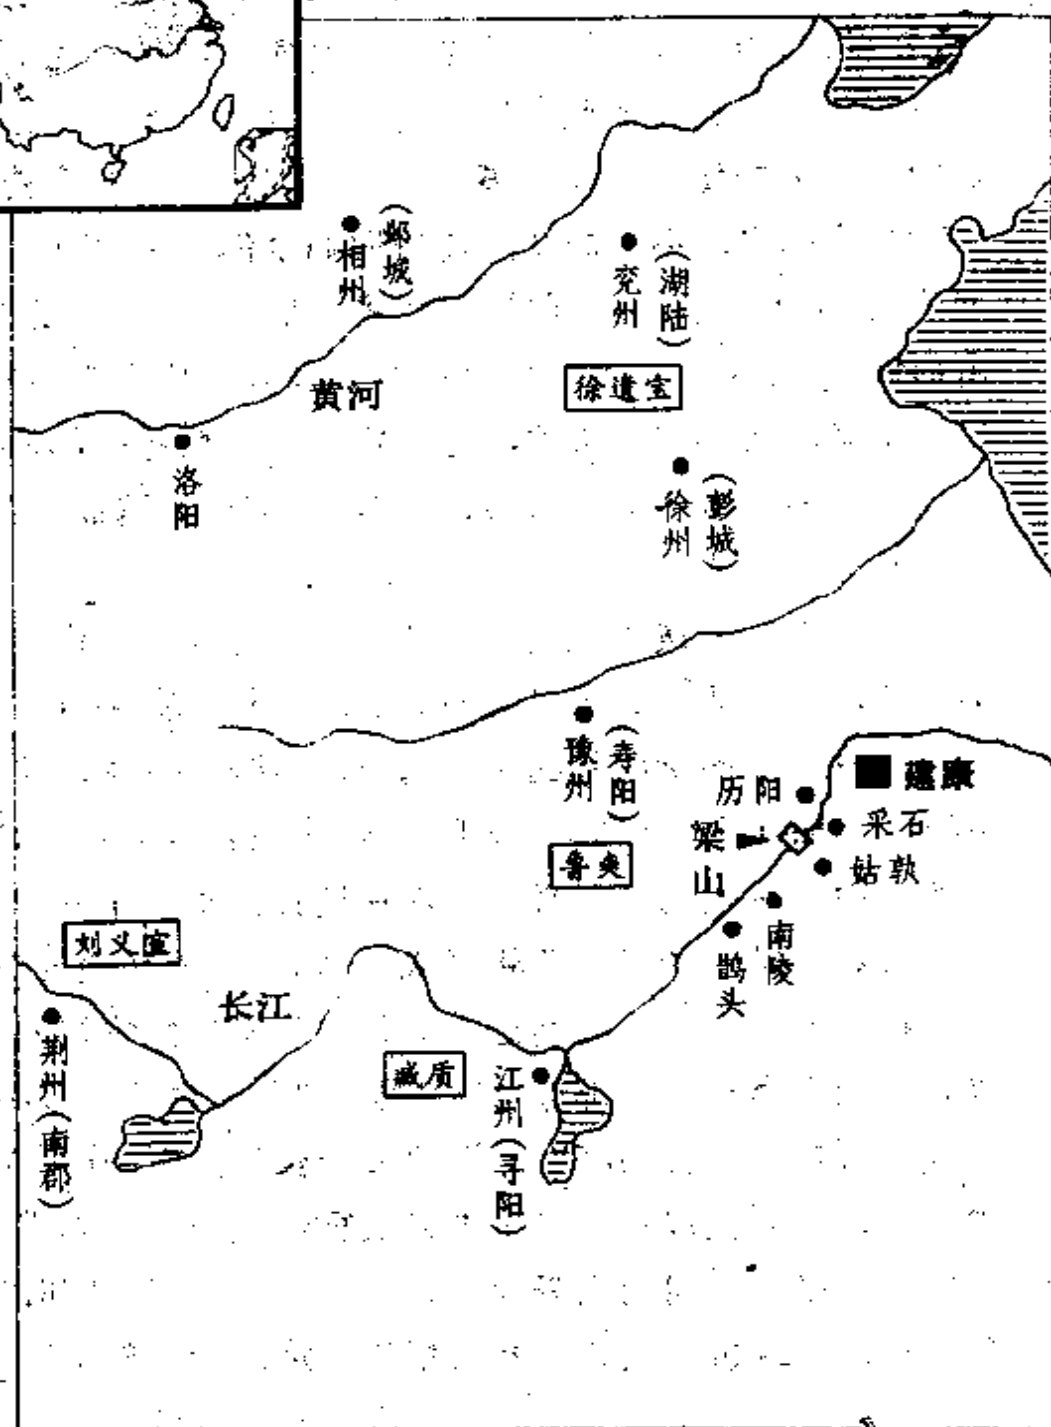 相州
(邺城)
兖州
(湖陆)
黄河
徐遗宝
洛阳
徐州
(彭城)
豫州
(寿阳)
历阳
建康
采石
梁山
姑孰
鲁爽
南陵
鹊头
刘义宣
长江
荆州(南郡)
臧质
江州(寻阳)